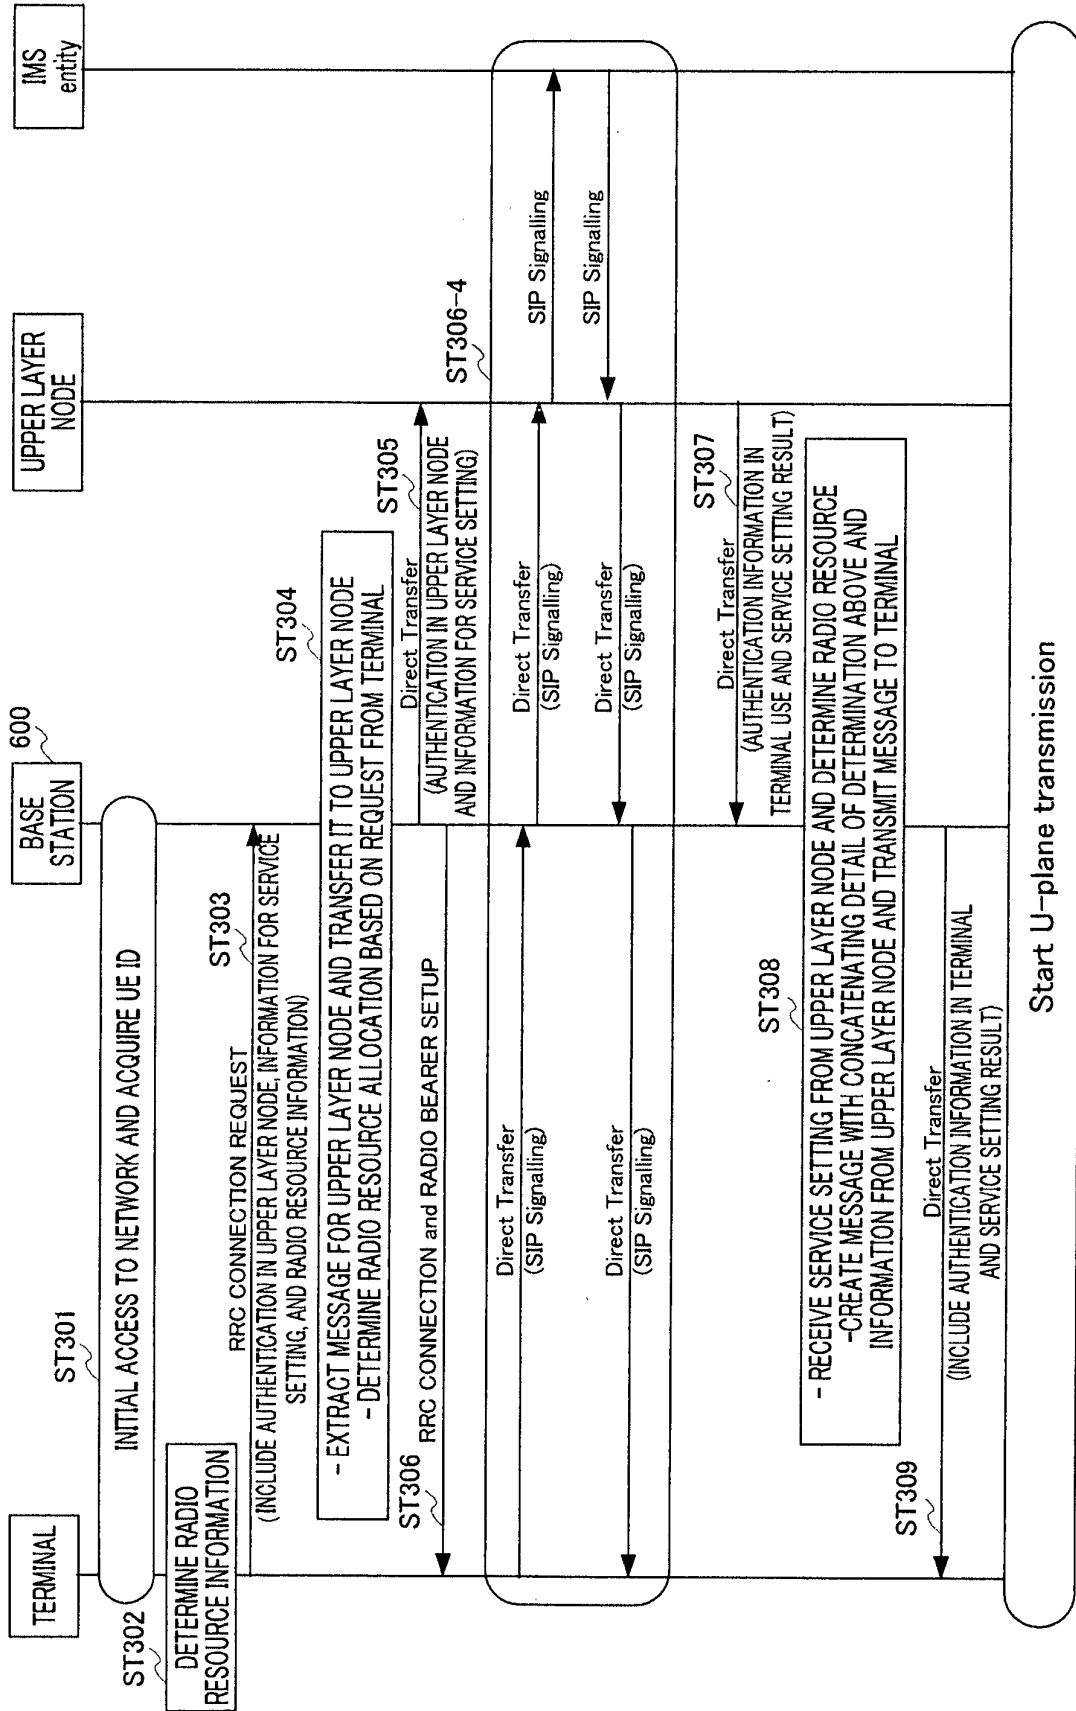 TERMINAL
600
BASE
STATION
UPPER LAYER
NODE
IMS
entity
ST301
INITIAL ACCESS TO NETWORK AND ACQUIRE UE ID
ST302
DETERMINE RADIO
RESOURCE INFORMATION
RRC CONNECTION REQUEST
ST303
(INCLUDE AUTHENTICATION IN UPPER LAYER NODE, INFORMATION FOR SERVICE
SETTING, AND RADIO RESOURCE INFORMATION)
ST304
- EXTRACT MESSAGE FOR UPPER LAYER NODE AND TRANSFER IT TO UPPER LAYER NODE
- DETERMINE RADIO RESOURCE ALLOCATION BASED ON REQUEST FROM TERMINAL
Direct Transfer
ST305
(AUTHENTICATION IN UPPER LAYER NODE
AND INFORMATION FOR SERVICE SETTING)
ST306
RRC CONNECTION and RADIO BEARER SETUP
ST306-4
Direct Transfer
(SIP Signalling)
Direct Transfer
(SIP Signalling)
SIP Signalling
SIP Signalling
Direct Transfer
(SIP Signalling)
Direct Transfer
(SIP Signalling)
Direct Transfer
ST307
(AUTHENTICATION INFORMATION IN
TERMINAL USE AND SERVICE SETTING RESULT)
ST308
- RECEIVE SERVICE SETTING FROM UPPER LAYER NODE AND DETERMINE RADIO RESOURCE
-CREATE MESSAGE WITH CONCATENATING DETAIL OF DETERMINATION ABOVE AND
INFORMATION FROM UPPER LAYER NODE AND TRANSMIT MESSAGE TO TERMINAL
ST309
Direct Transfer
(INCLUDE AUTHENTICATION INFORMATION IN TERMINAL
AND SERVICE SETTING RESULT)
Start U-plane transmission